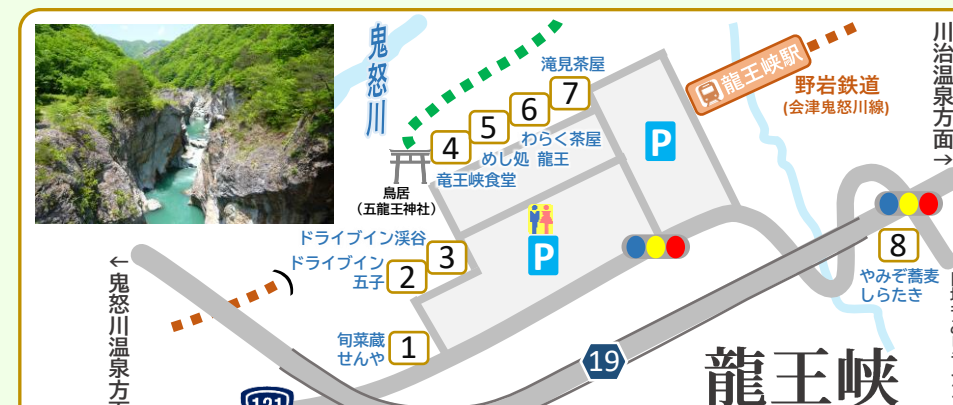 鬼怒川
滝見茶屋
7
6
5
4
わらく茶屋
めし処 龍王
竜王峡食堂
鳥居
（五龍王神社）
P
龍王峡駅
野岩鉄道
(会津鬼怒川線)
川治温泉方面→
ドライブイン渓谷
3
ドライブイン
五子
2
P
8
やみぞ蕎麦
しらたき
←鬼怒川温泉方面
旬菜蔵
せんや
1
19
121
龍王峡